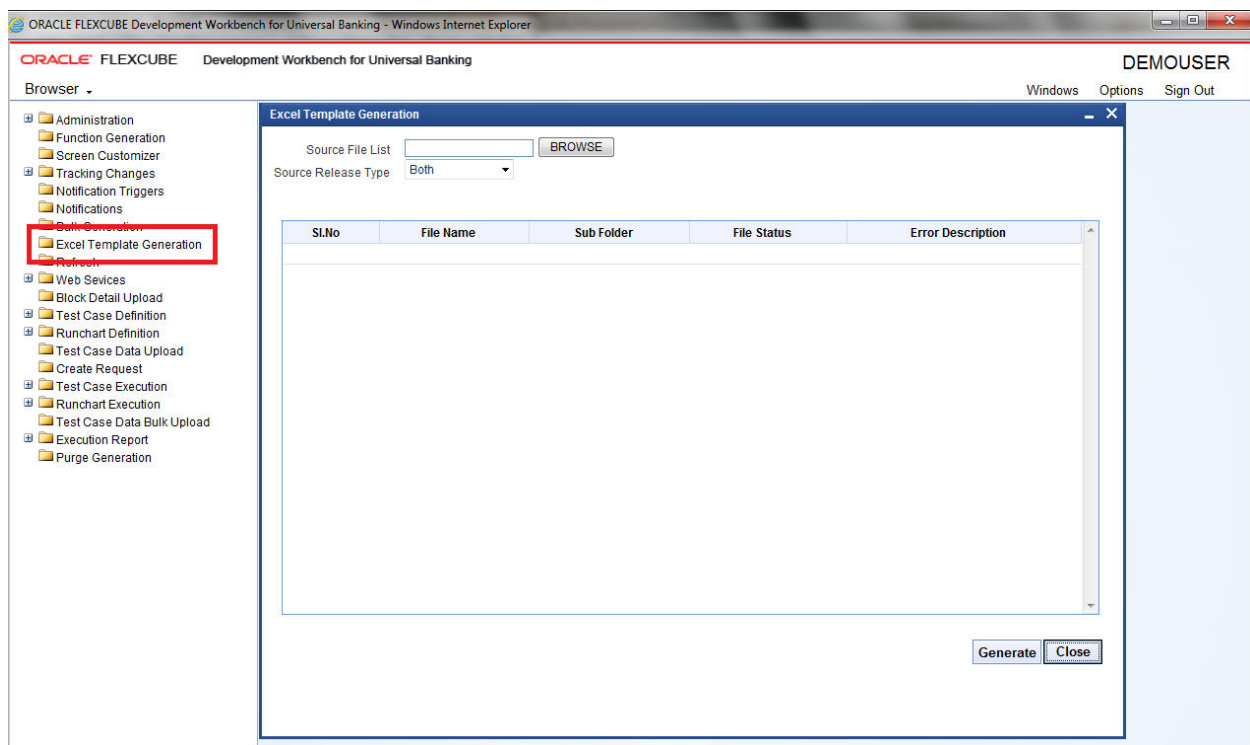 ORACLE FLEXCUBE Development Workbench for Universal Banking - Windows Internet Explorer
ORACLE FLEXCUBE Development Workbench for Universal Banking
DEMOUSER
Browser
Windows Options Sign Out
Administration
Function Generation
Screen Customizer
Tracking Changes
Notification Triggers
Notifications
Bulk Generation
Excel Template Generation
Refresh
Web Sevices
Block Detail Upload
Test Case Definition
Runchart Definition
Test Case Data Upload
Create Request
Test Case Execution
Runchart Execution
Test Case Data Bulk Upload
Execution Report
Purge Generation
Excel Template Generation
Source File List BROWSE
Source Release Type Both
Sl.No File Name Sub Folder File Status Error Description
Generate Close